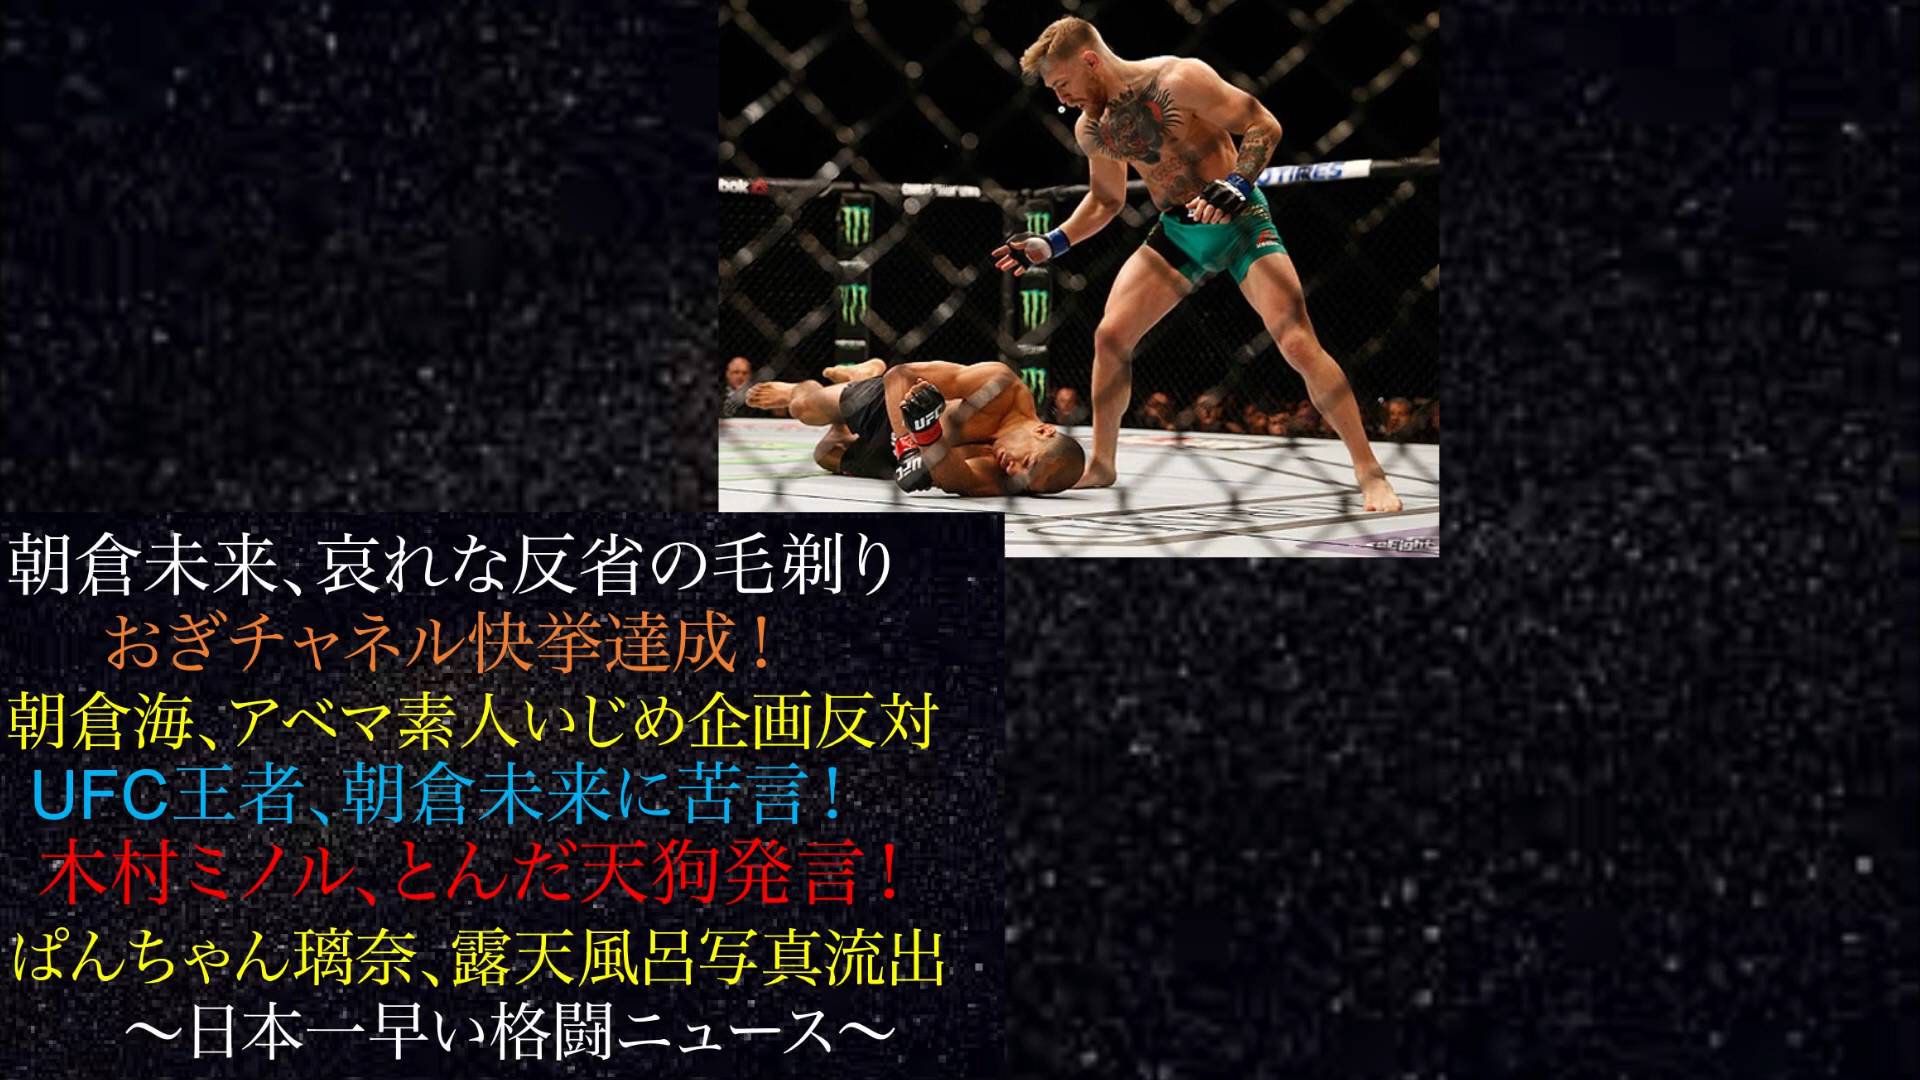 UFC
UFC
朝倉未来、哀れな反省の毛剃り
おぎチャネル快挙達成！
朝倉海、アベマ素人いじめ企画反対
UFC王者、朝倉未来に苦言！
木村ミノル、とんだ天狗発言！
ぱんちゃん璃奈、露天風呂写真流出
～日本一早い格闘ニュース～